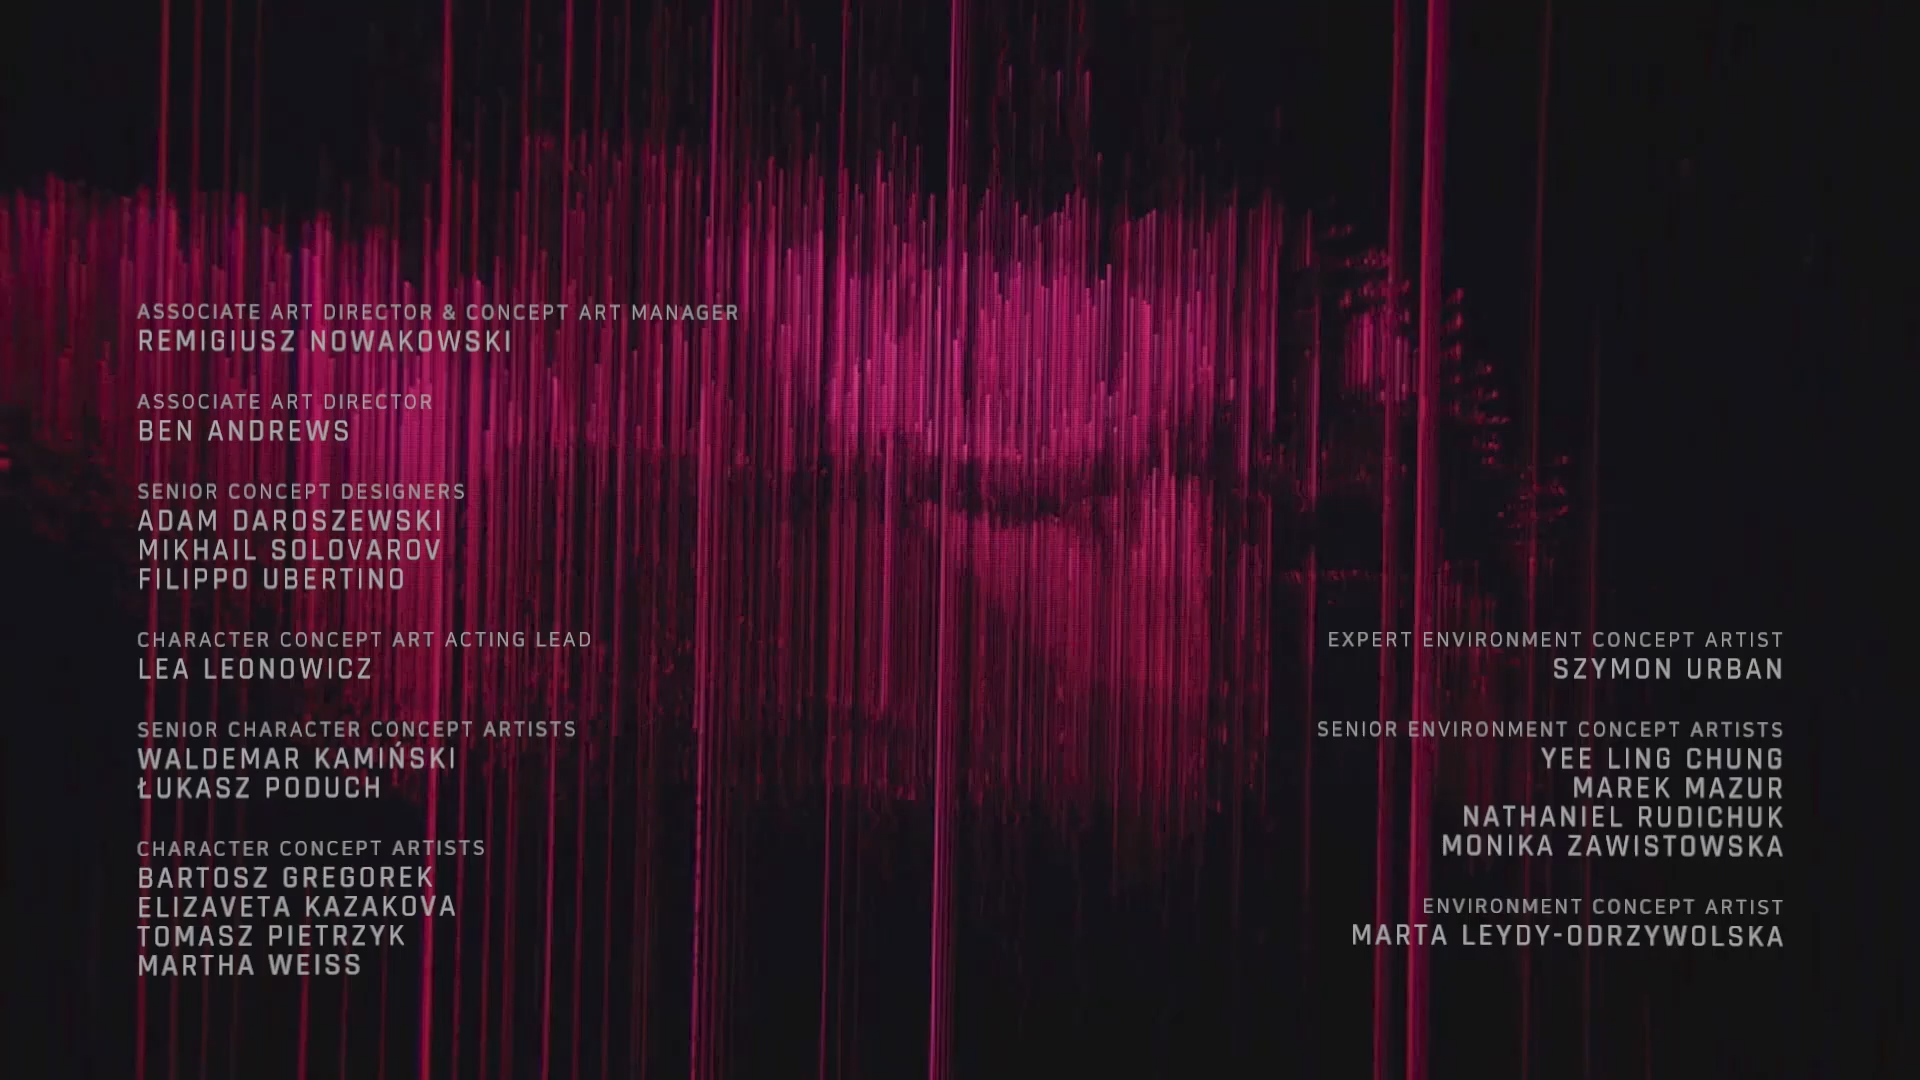 ASSOCIATE ART DIRECTOR & CONCEPT ART MANAGER
REMIGIUSZ NOWAKOWSKI
ASSOCIATE ART DIRECTOR
BEN ANDREWS
SENIOR CONCEPT DESIGNERS
ADAM DAROSZEWSKI
MIKHAIL SOLOVAROV
FILIPPO UBERTINO
CHARACTER CONCEPT ART ACTING LEAD
LEA LEONOWICZ
SENIOR CHARACTER CONCEPT ARTISTS
WALDEMAR KAMIŃSKI
ŁUKASZ PODUCH
CHARACTER CONCEPT ARTISTS
BARTOSZ GREGOREK
ELIZAVETA KAZAKOVA
TOMASZ PIETRZYK
MARTHA WEISS
EXPERT ENVIRONMENT CONCEPT ARTIST
SZYMON URBAN
SENIOR ENVIRONMENT CONCEPT ARTISTS
YEE LING CHUNG
MAREK MAZUR
NATHANIEL RUDICHUK
MONIKA ZAWISTOWSKA
ENVIRONMENT CONCEPT ARTIST
MARTA LEYDY-ODRZYWOLSKA